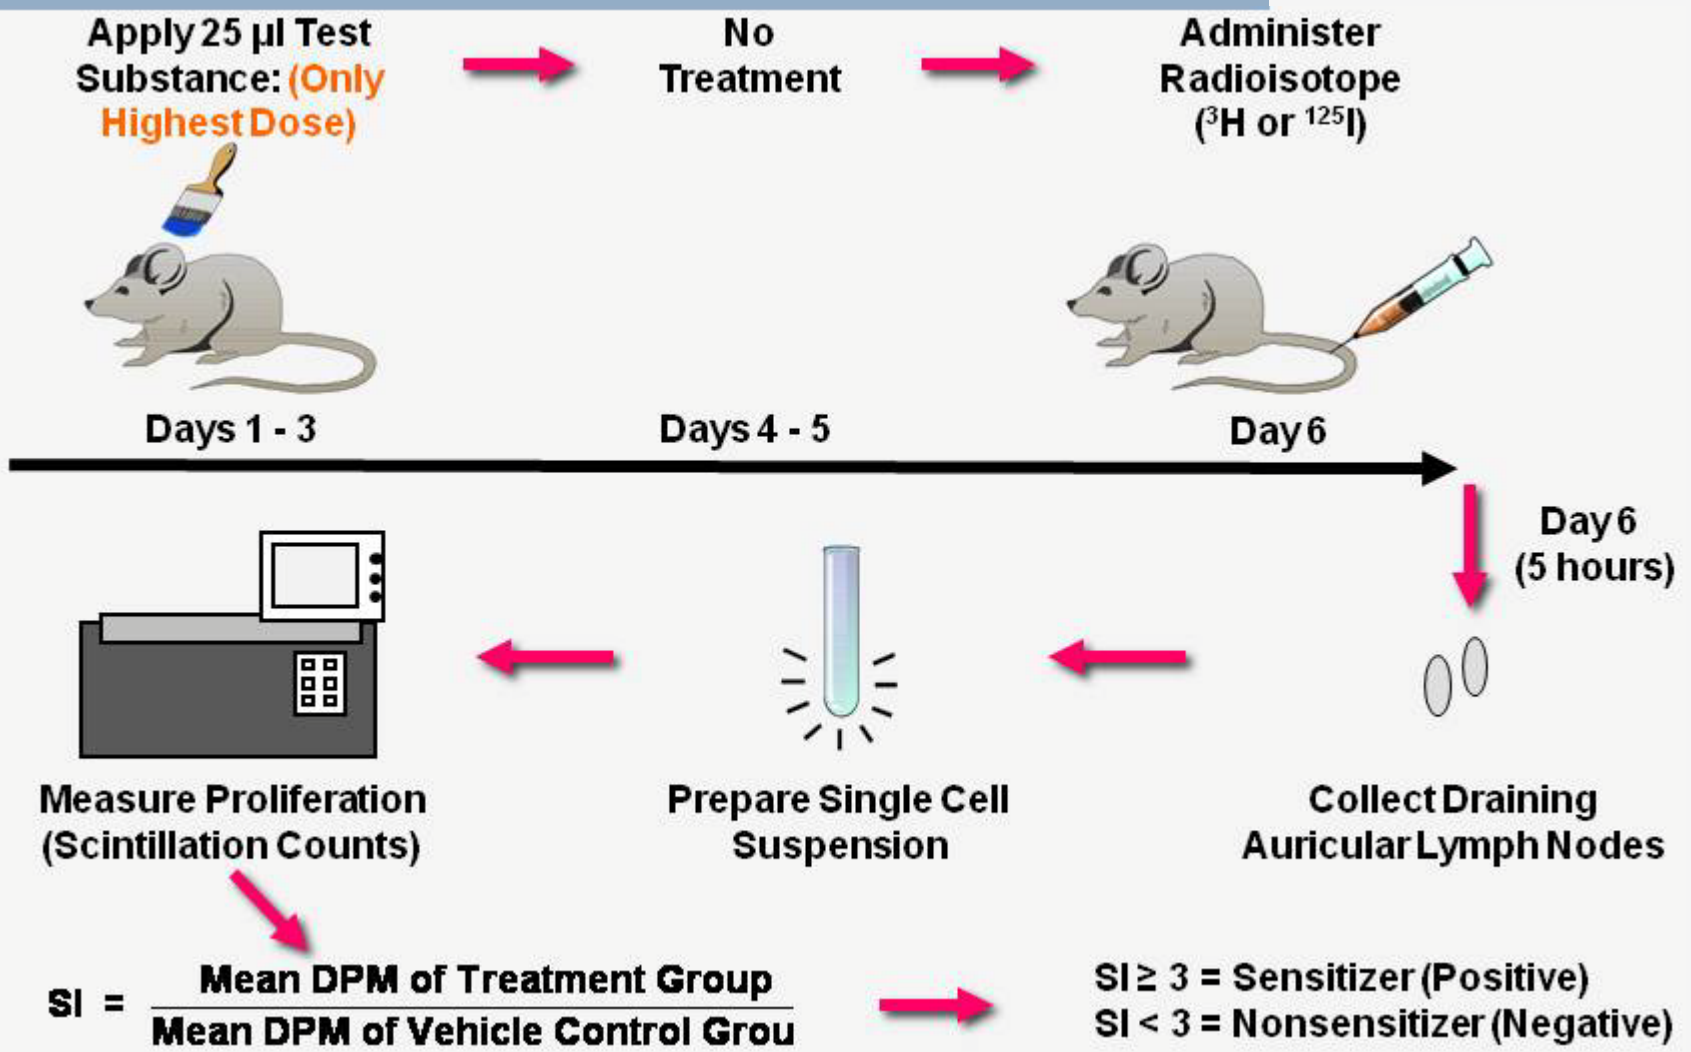 Apply 25 µl Test
Substance: (Only
Highest Dose)
No
Treatment
Administer
Radioisotope
(³H or ¹²⁵I)
Days 1 - 3
Days 4 - 5
Day 6
Day 6
(5 hours)
Measure Proliferation
(Scintillation Counts)
Prepare Single Cell
Suspension
Collect Draining
Auricular Lymph Nodes
SI =
Mean DPM of Treatment Group
Mean DPM of Vehicle Control Grou
SI ≥ 3 = Sensitizer (Positive)
SI < 3 = Nonsensitizer (Negative)